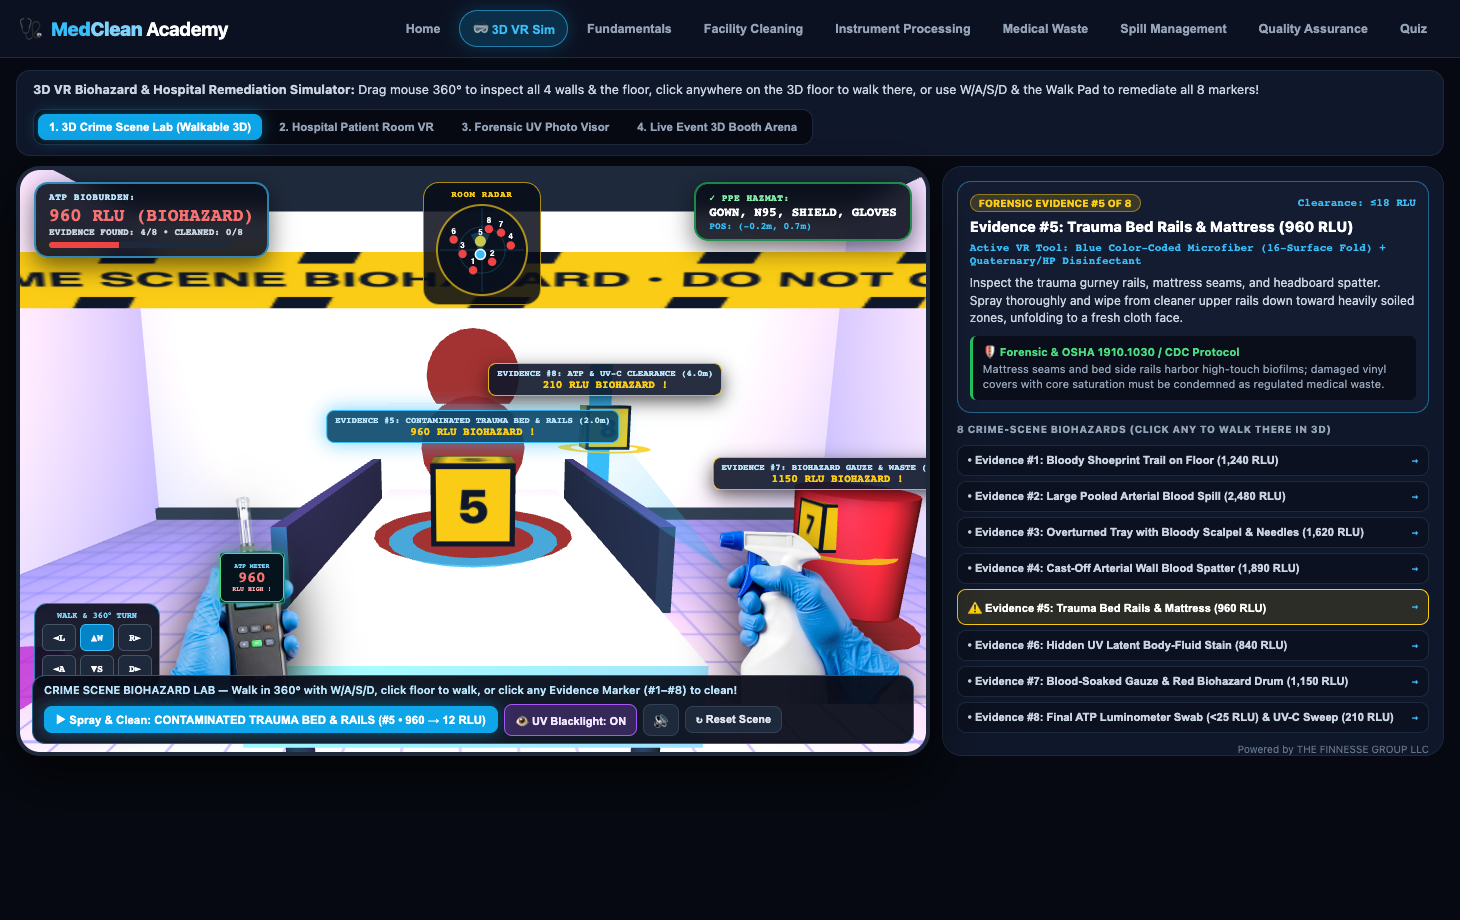 MedClean Academy
Home
3D VR Sim
Fundamentals
Facility Cleaning
Instrument Processing
Medical Waste
Spill Management
Quality Assurance
Quiz
3D VR Biohazard & Hospital Remediation Simulator: Drag mouse 360° to inspect all 4 walls & the floor, click anywhere on the 3D floor to walk there, or use W/A/S/D & the Walk Pad to remediate all 8 markers!
1. 3D Crime Scene Lab (Walkable 3D)
2. Hospital Patient Room VR
3. Forensic UV Photo Visor
4. Live Event 3D Booth Arena
ATP BIOBURDEN:
960 RLU (BIOHAZARD)
EVIDENCE FOUND: 4/8 • CLEANED: 0/8
ROOM RADAR
8
7
6
5
4
3
2
1
✓ PPE HAZMAT:
GOWN, N95, SHIELD, GLOVES
POS: (-0.2m, 0.7m)
ME SCENE BIOHAZARD • DO NOT C
EVIDENCE #8: ATP & UV-C CLEARANCE (4.0m)
210 RLU BIOHAZARD !
EVIDENCE #5: CONTAMINATED TRAUMA BED & RAILS (2.0m)
960 RLU BIOHAZARD !
EVIDENCE #7: BIOHAZARD GAUZE & WASTE (
1150 RLU BIOHAZARD !
5
7
ATP METER
960
RLU HIGH !
WALK & 360° TURN
◄L
▲W
R►
◄A
▼S
D►
CRIME SCENE BIOHAZARD LAB — Walk in 360° with W/A/S/D, click floor to walk, or click any Evidence Marker (#1–#8) to clean!
▶ Spray & Clean: CONTAMINATED TRAUMA BED & RAILS (#5 • 960 → 12 RLU)
UV Blacklight: ON
↻ Reset Scene
FORENSIC EVIDENCE #5 OF 8
Clearance: ≤18 RLU
Evidence #5: Trauma Bed Rails & Mattress (960 RLU)
Active VR Tool: Blue Color-Coded Microfiber (16-Surface Fold) +
Quaternary/HP Disinfectant
Inspect the trauma gurney rails, mattress seams, and headboard spatter.
Spray thoroughly and wipe from cleaner upper rails down toward heavily soiled
zones, unfolding to a fresh cloth face.
Forensic & OSHA 1910.1030 / CDC Protocol
Mattress seams and bed side rails harbor high-touch biofilms; damaged vinyl
covers with core saturation must be condemned as regulated medical waste.
8 CRIME-SCENE BIOHAZARDS (CLICK ANY TO WALK THERE IN 3D)
• Evidence #1: Bloody Shoeprint Trail on Floor (1,240 RLU) →
• Evidence #2: Large Pooled Arterial Blood Spill (2,480 RLU) →
• Evidence #3: Overturned Tray with Bloody Scalpel & Needles (1,620 RLU) →
• Evidence #4: Cast-Off Arterial Wall Blood Spatter (1,890 RLU) →
⚠ Evidence #5: Trauma Bed Rails & Mattress (960 RLU) →
• Evidence #6: Hidden UV Latent Body-Fluid Stain (840 RLU) →
• Evidence #7: Blood-Soaked Gauze & Red Biohazard Drum (1,150 RLU) →
• Evidence #8: Final ATP Luminometer Swab (<25 RLU) & UV-C Sweep (210 RLU) →
Powered by THE FINNESSE GROUP LLC